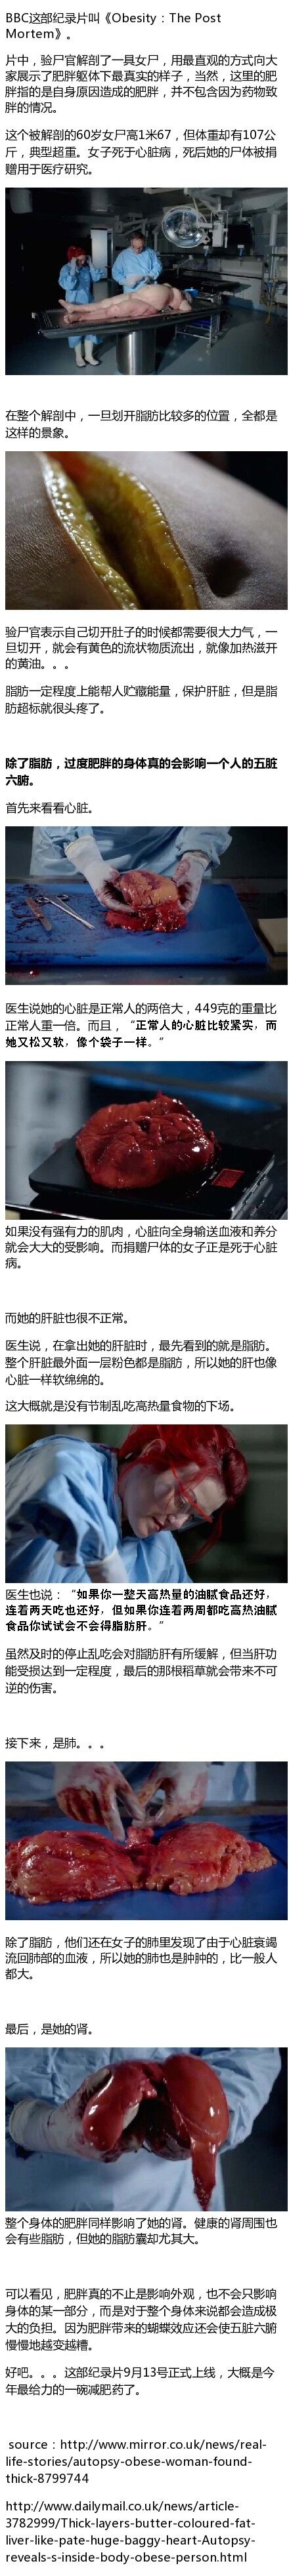 BBC这部纪录片叫《Obesity：The Post
Mortem》。
片中，验尸官解剖了一具女尸，用最直观的方式向大
家展示了肥胖躯体下最真实的样子，当然，这里的肥
胖指的是自身原因造成的肥胖，并不包含因为药物致
胖的情况。
这个被解剖的60岁女尸高1米67，但体重却有107公
斤，典型超重。女子死于心脏病，死后她的尸体被捐
赠用于医疗研究。
在整个解剖中，一旦划开脂肪比较多的位置，全都是
这样的景象。
验尸官表示自己切开肚子的时候都需要很大力气，一
旦切开，就会有黄色的流状物质流出，就像加热滋开
的黄油。。。
脂肪一定程度上能帮人贮藏能量，保护肝脏，但是脂
肪超标就很头疼了。
除了脂肪，过度肥胖的身体真的会影响一个人的五脏
六腑。
首先来看看心脏。
医生说她的心脏是正常人的两倍大，449克的重量比
正常人重一倍。而且，“正常人的心脏比较紧实，而
她又松又软，像个袋子一样。”
如果没有强有力的肌肉，心脏向全身输送血液和养分
就会大大的受影响。而捐赠尸体的女子正是死于心脏
病。
而她的肝脏也很不正常。
医生说，在拿出她的肝脏时，最先看到的就是脂肪。
整个肝脏最外面一层粉色都是脂肪，所以她的肝也像
心脏一样软绵绵的。
这大概就是没有节制乱吃高热量食物的下场。
医生也说：“如果你一整天高热量的油腻食品还好，
连着两天吃也还好，但如果你连着两周都吃高热油腻
食品你试试会不会得脂肪肝。”
虽然及时的停止乱吃会对脂肪肝有所缓解，但当肝功
能受损达到一定程度，最后的那根稻草就会带来不可
逆的伤害。
接下来，是肺。。。
除了脂肪，他们还在女子的肺里发现了由于心脏衰竭
流回肺部的血液，所以她的肺也是肿肿的，比一般人
都大。
最后，是她的肾。
整个身体的肥胖同样影响了她的肾。健康的肾周围也
会有些脂肪，但她的脂肪囊却尤其大。
可以看见，肥胖真的不止是影响外观，也不会只影响
身体的某一部分，而是对于整个身体来说都会造成极
大的负担。因为肥胖带来的蝴蝶效应还会使五脏六腑
慢慢地越变越糟。
好吧。。。这部纪录片9月13号正式上线，大概是今
年最给力的一碗减肥药了。
source：http://www.mirror.co.uk/news/real-
life-stories/autopsy-obese-woman-found-
thick-8799744
http://www.dailymail.co.uk/news/article-
3782999/Thick-layers-butter-coloured-fat-
liver-like-pate-huge-baggy-heart-Autopsy-
reveals-s-inside-body-obese-person.html